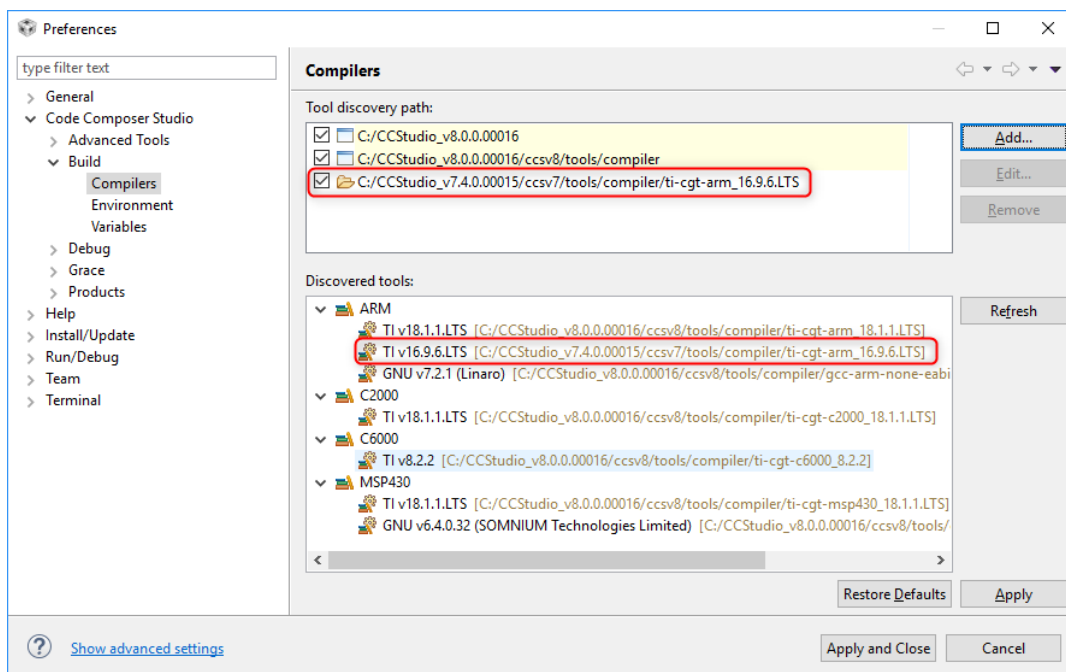 Preferences
type filter text
General
Code Composer Studio
Advanced Tools
Build
Compilers
Environment
Variables
Debug
Grace
Products
Help
Install/Update
Run/Debug
Team
Terminal
Compilers
Tool discovery path:
C:/CCStudio_v8.0.0.00016
C:/CCStudio_v8.0.0.00016/ccsv8/tools/compiler
C:/CCStudio_v7.4.0.00015/ccsv7/tools/compiler/ti-cgt-arm_16.9.6.LTS
Add...
Edit...
Remove
Discovered tools:
ARM
TI v18.1.1.LTS [C:/CCStudio_v8.0.0.00016/ccsv8/tools/compiler/ti-cgt-arm_18.1.1.LTS]
TI v16.9.6.LTS [C:/CCStudio_v7.4.0.00015/ccsv7/tools/compiler/ti-cgt-arm_16.9.6.LTS]
GNU v7.2.1 (Linaro) [C:/CCStudio_v8.0.0.00016/ccsv8/tools/compiler/gcc-arm-none-eabi
C2000
TI v18.1.1.LTS [C:/CCStudio_v8.0.0.00016/ccsv8/tools/compiler/ti-cgt-c2000_18.1.1.LTS]
C6000
TI v8.2.2 [C:/CCStudio_v8.0.0.00016/ccsv8/tools/compiler/ti-cgt-c6000_8.2.2]
MSP430
TI v18.1.1.LTS [C:/CCStudio_v8.0.0.00016/ccsv8/tools/compiler/ti-cgt-msp430_18.1.1.LTS]
GNU v6.4.0.32 (SOMNIUM Technologies Limited) [C:/CCStudio_v8.0.0.00016/ccsv8/tools/
Refresh
Restore Defaults
Apply
Show advanced settings
Apply and Close
Cancel